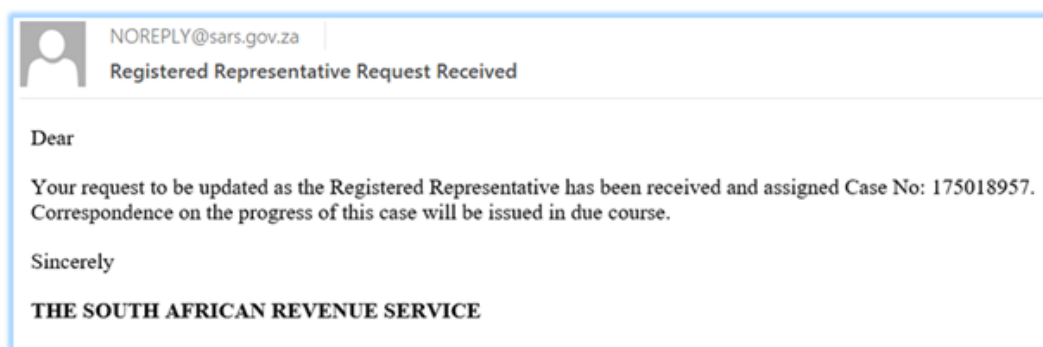 NOREPLY@sars.gov.za
Registered Representative Request Received
Dear
Your request to be updated as the Registered Representative has been received and assigned Case No: 175018957.
Correspondence on the progress of this case will be issued in due course.
Sincerely
THE SOUTH AFRICAN REVENUE SERVICE